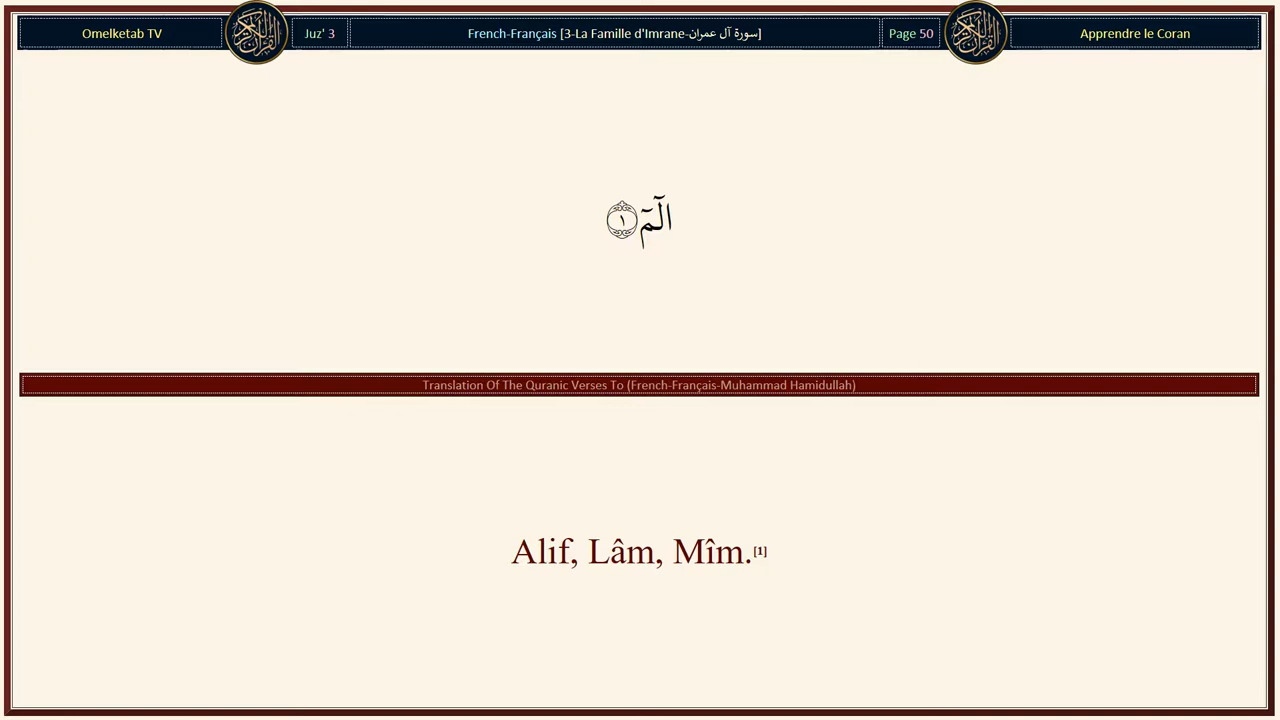 Omelketab TV
Juz' 3
French-Français [3-La Famille d'Imrane-سورة آل عمران]
Page 50
Apprendre le Coran
الٓمٓ ١
Translation Of The Quranic Verses To (French-Français-Muhammad Hamidullah)
Alif, Lâm, Mîm.[1]